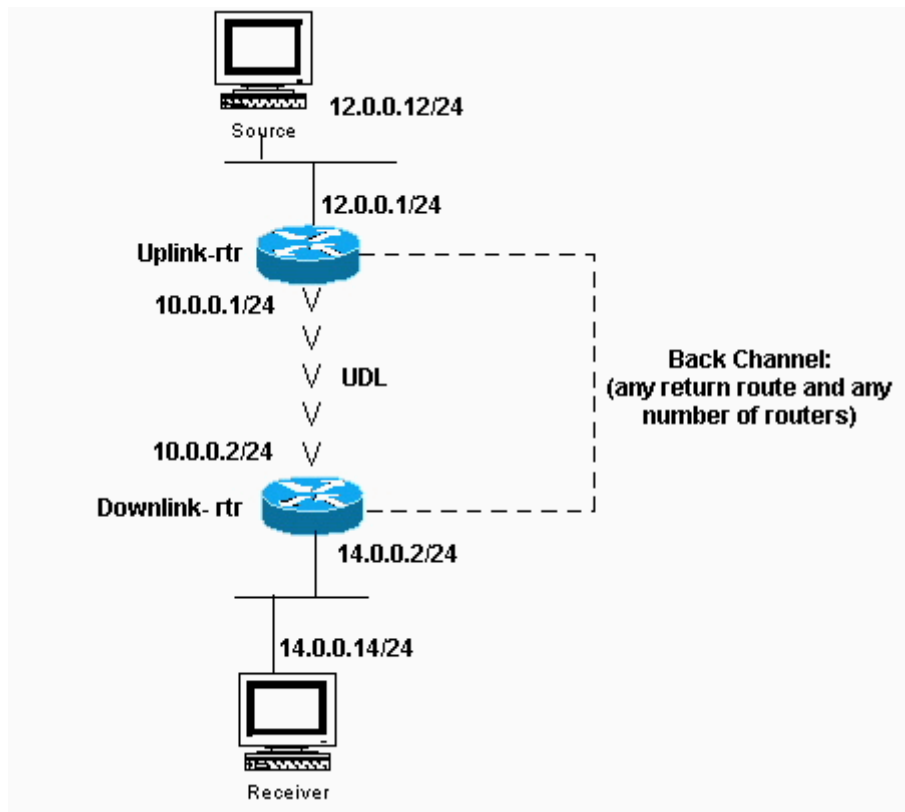 12.0.0.12/24
Source
12.0.0.1/24
Uplink-rtr
10.0.0.1/24
UDL
Back Channel:
(any return route and any
number of routers)
10.0.0.2/24
Downlink- rtr
14.0.0.2/24
14.0.0.14/24
Receiver